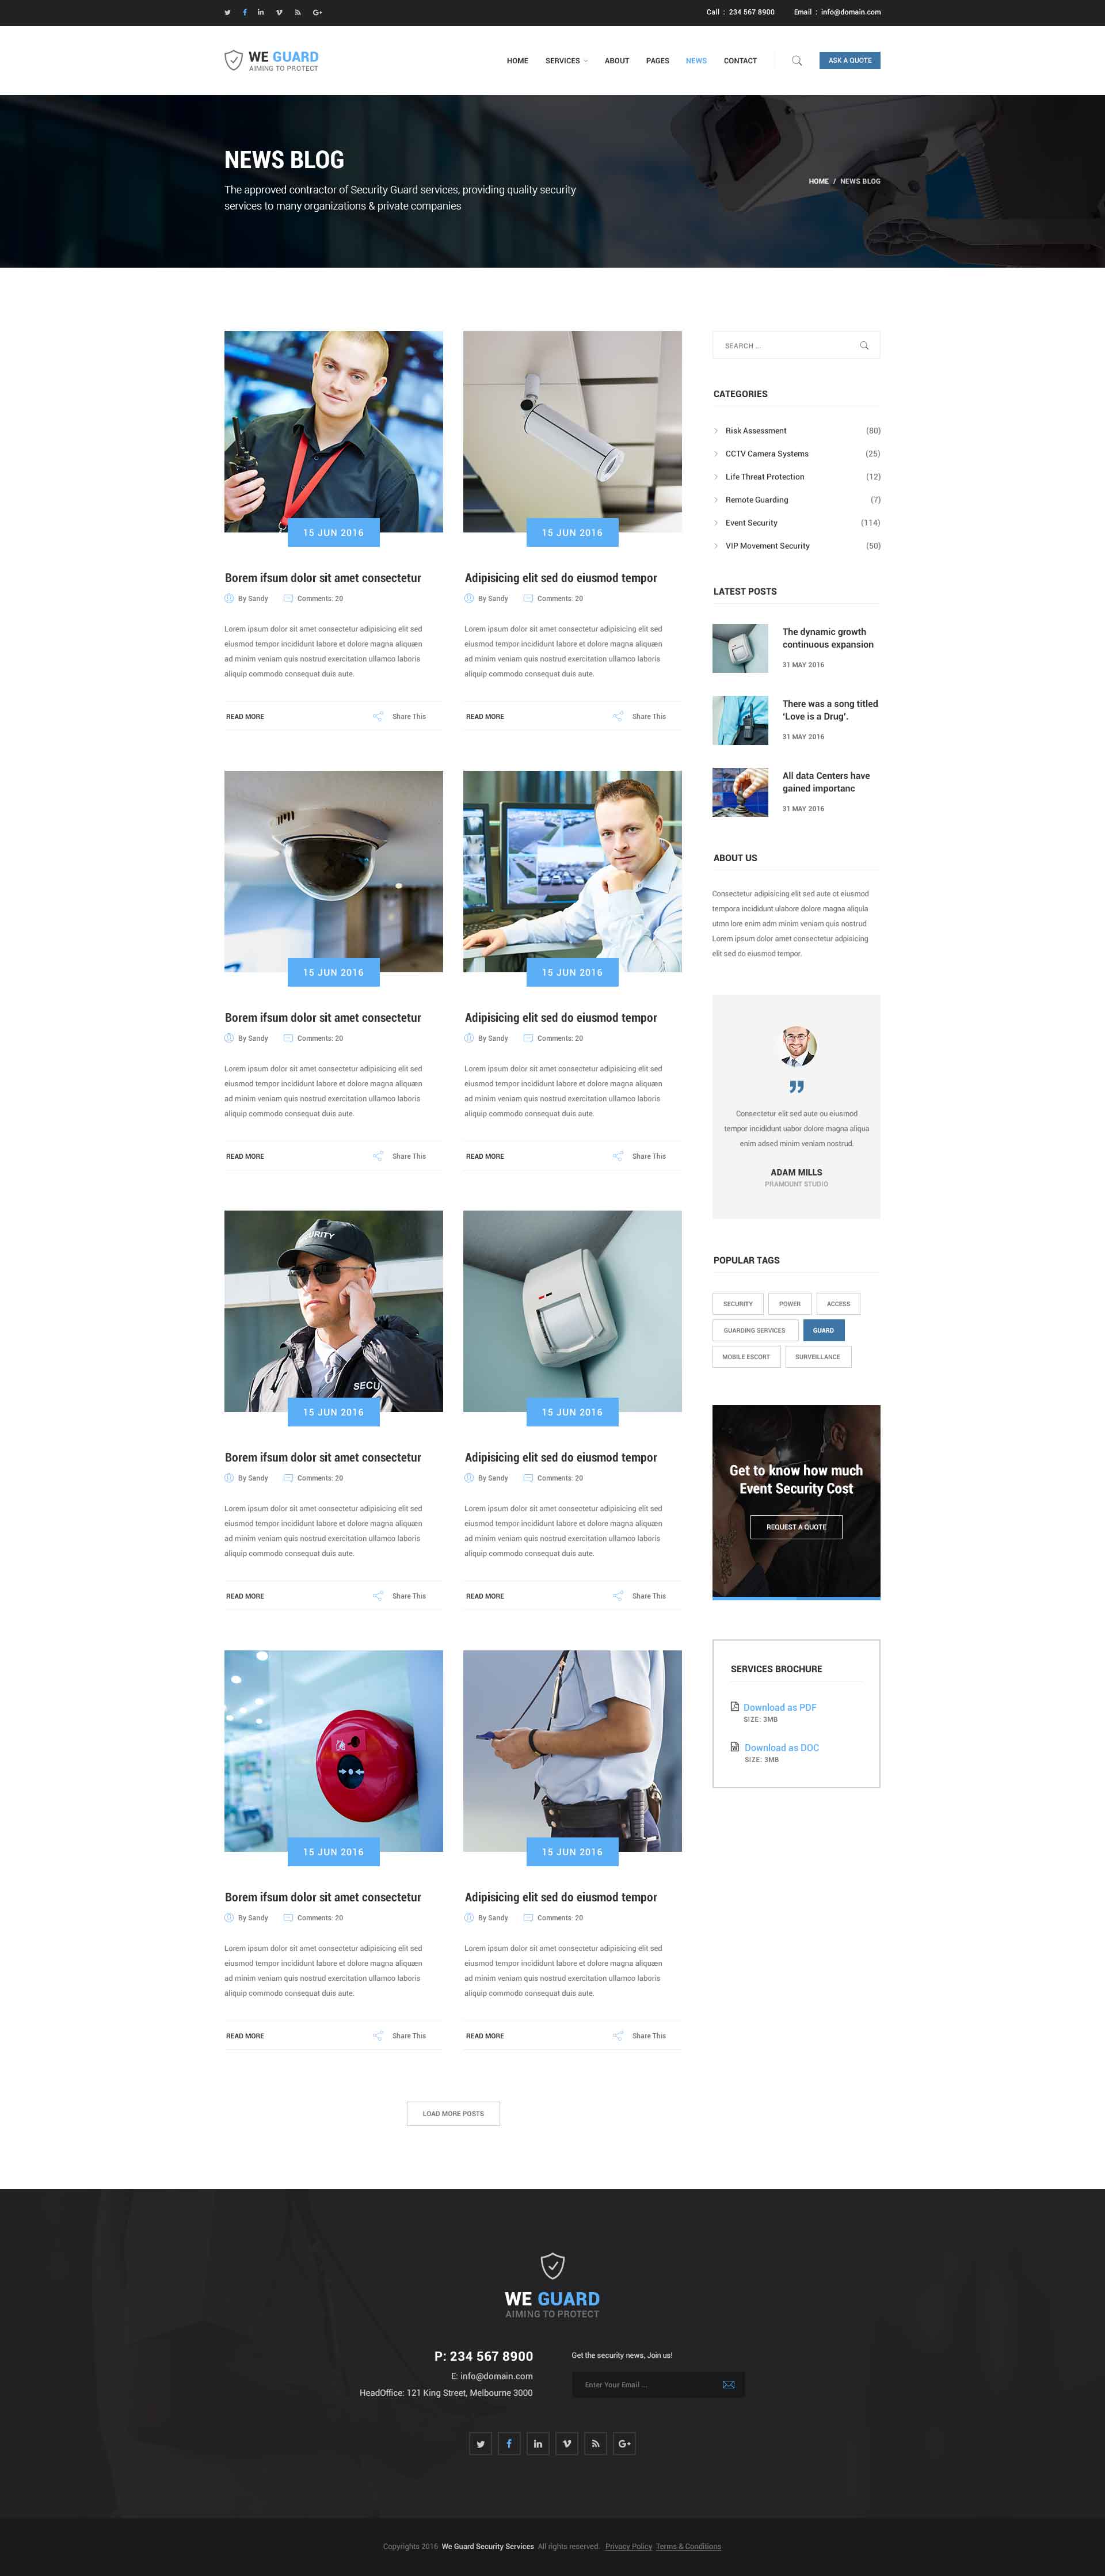 Call : 234 567 8900 Email : info@domain.com
WE GUARD
AIMING TO PROTECT
HOME SERVICES ABOUT PAGES NEWS CONTACT ASK A QUOTE
NEWS BLOG
The approved contractor of Security Guard services, providing quality security
services to many organizations & private companies
HOME / NEWS BLOG
15 JUN 2016
Borem ifsum dolor sit amet consectetur
By Sandy Comments: 20
Lorem ipsum dolor sit amet consectetur adipisicing elit sed
eiusmod tempor incididunt labore et dolore magna aliquæn
ad minim veniam quis nostrud exercitation ullamco laboris
aliquip commodo consequat duis aute.
READ MORE Share This
15 JUN 2016
Adipisicing elit sed do eiusmod tempor
By Sandy Comments: 20
Lorem ipsum dolor sit amet consectetur adipisicing elit sed
eiusmod tempor incididunt labore et dolore magna aliquæn
ad minim veniam quis nostrud exercitation ullamco laboris
aliquip commodo consequat duis aute.
READ MORE Share This
15 JUN 2016
Borem ifsum dolor sit amet consectetur
By Sandy Comments: 20
Lorem ipsum dolor sit amet consectetur adipisicing elit sed
eiusmod tempor incididunt labore et dolore magna aliquæn
ad minim veniam quis nostrud exercitation ullamco laboris
aliquip commodo consequat duis aute.
READ MORE Share This
15 JUN 2016
Adipisicing elit sed do eiusmod tempor
By Sandy Comments: 20
Lorem ipsum dolor sit amet consectetur adipisicing elit sed
eiusmod tempor incididunt labore et dolore magna aliquæn
ad minim veniam quis nostrud exercitation ullamco laboris
aliquip commodo consequat duis aute.
READ MORE Share This
SECU
15 JUN 2016
Borem ifsum dolor sit amet consectetur
By Sandy Comments: 20
Lorem ipsum dolor sit amet consectetur adipisicing elit sed
eiusmod tempor incididunt labore et dolore magna aliquæn
ad minim veniam quis nostrud exercitation ullamco laboris
aliquip commodo consequat duis aute.
READ MORE Share This
15 JUN 2016
Adipisicing elit sed do eiusmod tempor
By Sandy Comments: 20
Lorem ipsum dolor sit amet consectetur adipisicing elit sed
eiusmod tempor incididunt labore et dolore magna aliquæn
ad minim veniam quis nostrud exercitation ullamco laboris
aliquip commodo consequat duis aute.
READ MORE Share This
15 JUN 2016
Borem ifsum dolor sit amet consectetur
By Sandy Comments: 20
Lorem ipsum dolor sit amet consectetur adipisicing elit sed
eiusmod tempor incididunt labore et dolore magna aliquæn
ad minim veniam quis nostrud exercitation ullamco laboris
aliquip commodo consequat duis aute.
READ MORE Share This
15 JUN 2016
Adipisicing elit sed do eiusmod tempor
By Sandy Comments: 20
Lorem ipsum dolor sit amet consectetur adipisicing elit sed
eiusmod tempor incididunt labore et dolore magna aliquæn
ad minim veniam quis nostrud exercitation ullamco laboris
aliquip commodo consequat duis aute.
READ MORE Share This
LOAD MORE POSTS
SEARCH ...
CATEGORIES
Risk Assessment (80)
CCTV Camera Systems (25)
Life Threat Protection (12)
Remote Guarding (7)
Event Security (114)
VIP Movement Security (50)
LATEST POSTS
The dynamic growth
continuous expansion
31 MAY 2016
There was a song titled
‘Love is a Drug’.
31 MAY 2016
All data Centers have
gained importanc
31 MAY 2016
ABOUT US
Consectetur adipisicing elit sed aute ot eiusmod
tempora incididunt ulabore dolore magna aliqula
utmn lore enim adm minim veniam quis nostrud
Lorem ipsum dolor amet consectetur adpisicing
elit sed do eiusmod tempor.
Consectetur elit sed aute ou eiusmod
tempor incididunt uabor dolore magna aliqua
enim adsed minim veniam nostrud.
ADAM MILLS
PRAMOUNT STUDIO
POPULAR TAGS
SECURITY POWER ACCESS
GUARDING SERVICES GUARD
MOBILE ESCORT SURVEILLANCE
Get to know how much
Event Security Cost
REQUEST A QUOTE
SERVICES BROCHURE
Download as PDF
SIZE: 3MB
Download as DOC
SIZE: 3MB
WE GUARD
AIMING TO PROTECT
P: 234 567 8900
E: info@domain.com
HeadOffice: 121 King Street, Melbourne 3000
Get the security news, Join us!
Enter Your Email ...
Copyrights 2016 We Guard Security Services All rights reserved. Privacy Policy Terms & Conditions